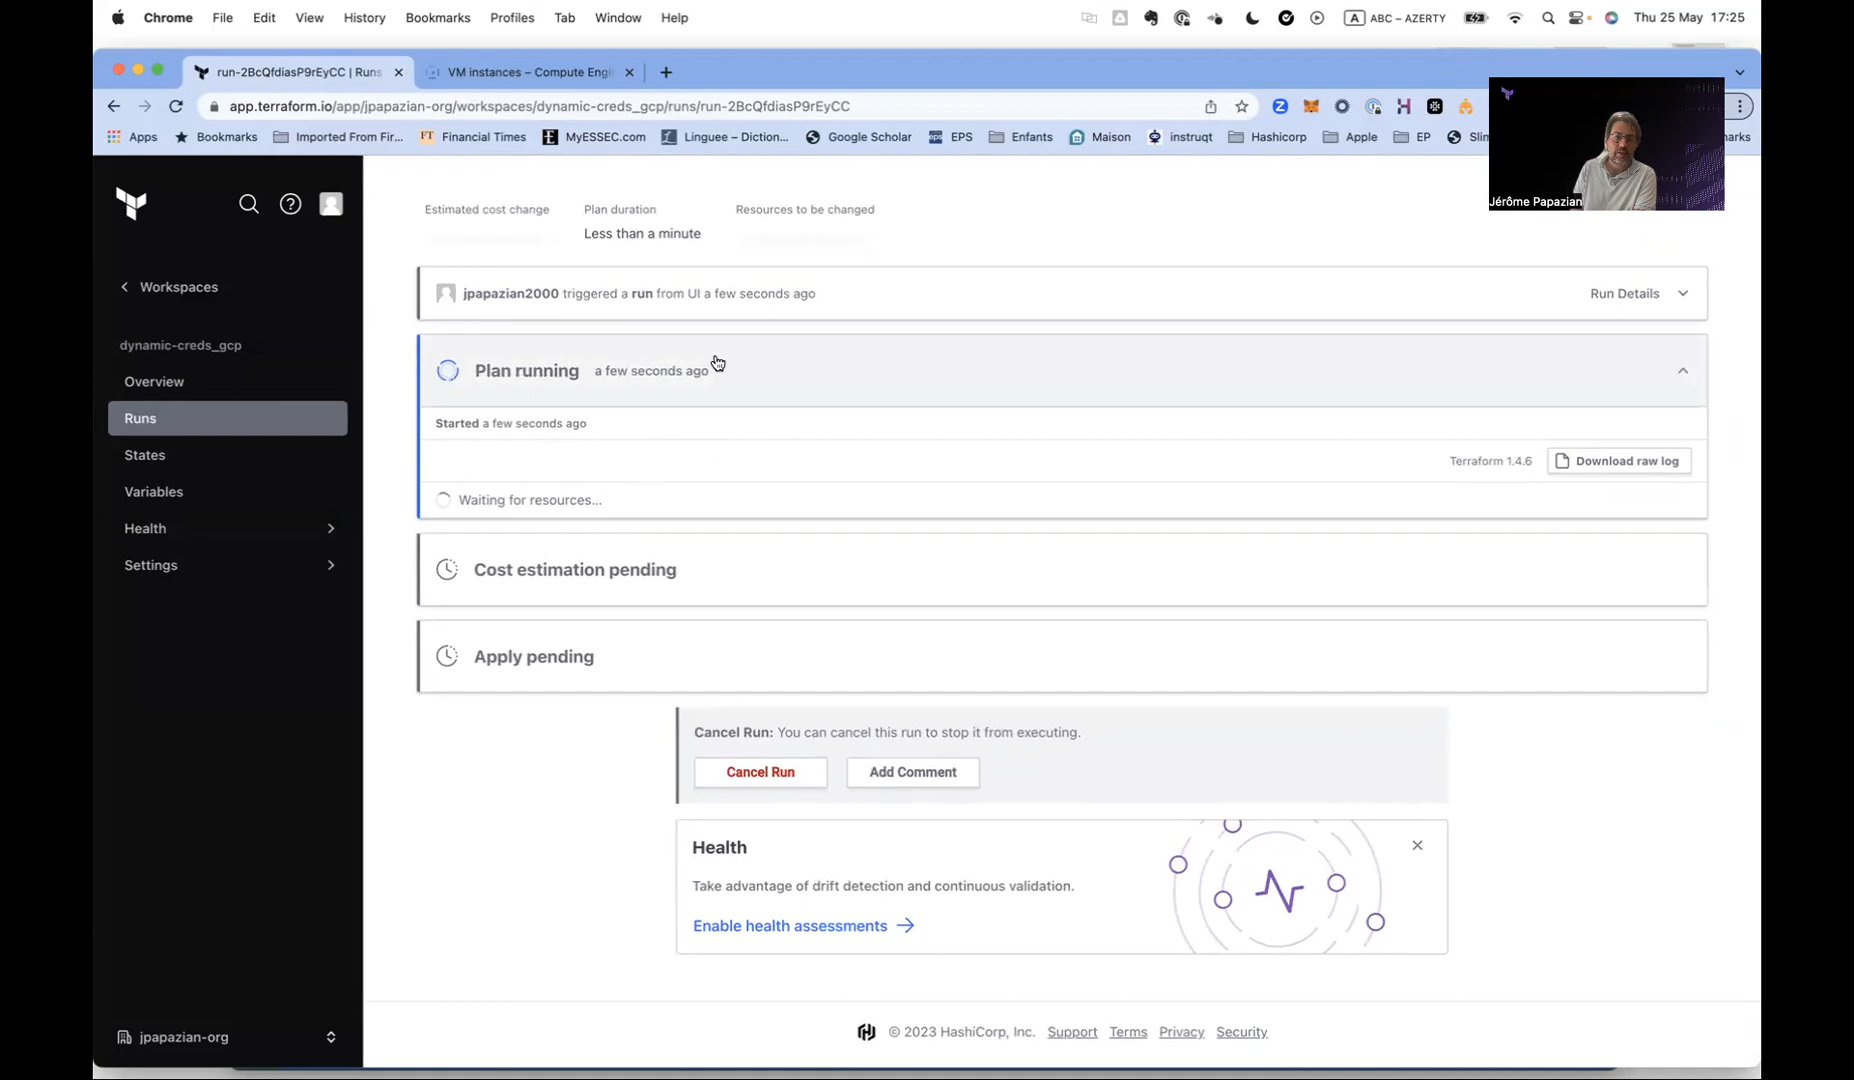 Chrome File Edit View History Bookmarks Profiles Tab Window Help A ABC – AZERTY Thu 25 May 17:25
run-2BcQfdiasP9rEyCC | Runs VM instances – Compute Engi
app.terraform.io/app/jpapazian-org/workspaces/dynamic-creds_gcp/runs/run-2BcQfdiasP9rEyCC
Apps Bookmarks Imported From Fir... FT Financial Times MyESSEC.com Linguee – Diction... Google Scholar EPS EPS Enfants Maison instruqt Hashicorp Apple EP
Jérôme Papazian
Estimated cost change Plan duration Resources to be changed
Less than a minute
Workspaces
jpapazian2000 triggered a run from UI a few seconds ago Run Details
dynamic-creds_gcp
Overview
Runs
States
Variables
Health
Settings
Plan running a few seconds ago
Started a few seconds ago
Terraform 1.4.6 Download raw log
Waiting for resources...
Cost estimation pending
Apply pending
Cancel Run: You can cancel this run to stop it from executing.
Cancel Run Add Comment
Health
Take advantage of drift detection and continuous validation.
Enable health assessments
jpapazian-org
© 2023 HashiCorp, Inc. Support Terms Privacy Security